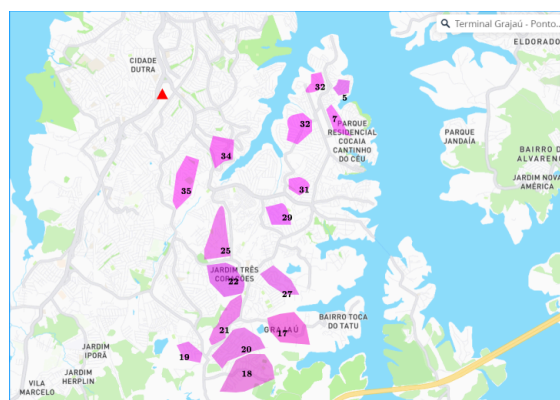 Terminal Grajaú - Ponto...
ELDORADO
CIDADE
DUTRA
32
5
7
32
PARQUE
RESIDENCIAL
COCAIA
CANTINHO
DO CÉU
PARQUE
JANDAÍA
BAIRRO D
ALVARENG
JARDIM NOVA
AMÉRICA
34
35
31
29
25
JARDIM TRÊS
CORAÇÕES
22
27
21
GRAJAÚ
17
BAIRRO TOCA
DO TATU
20
19
18
JARDIM
IPORÃ
JARDIM
HERPLIN
VILA
MARCELO